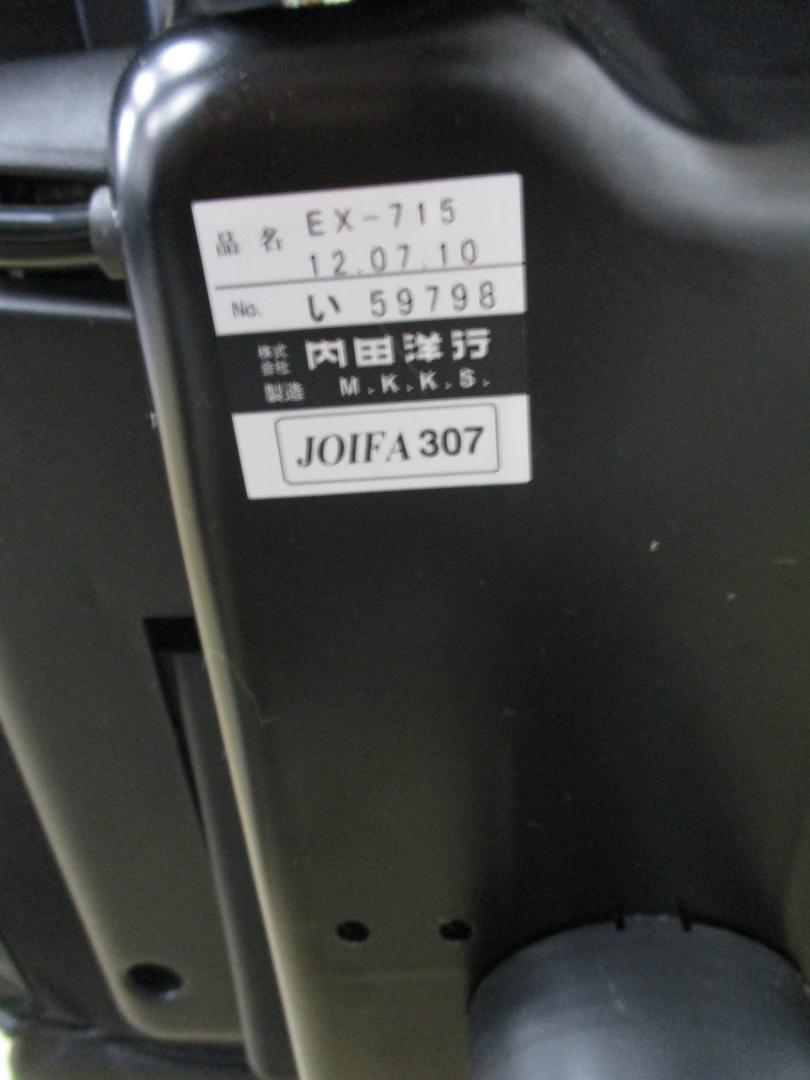 品名 EX-715
12.07.10
No. い 59798
株式会社 内田洋行
製造 M.K.K.S.
JOIFA 307